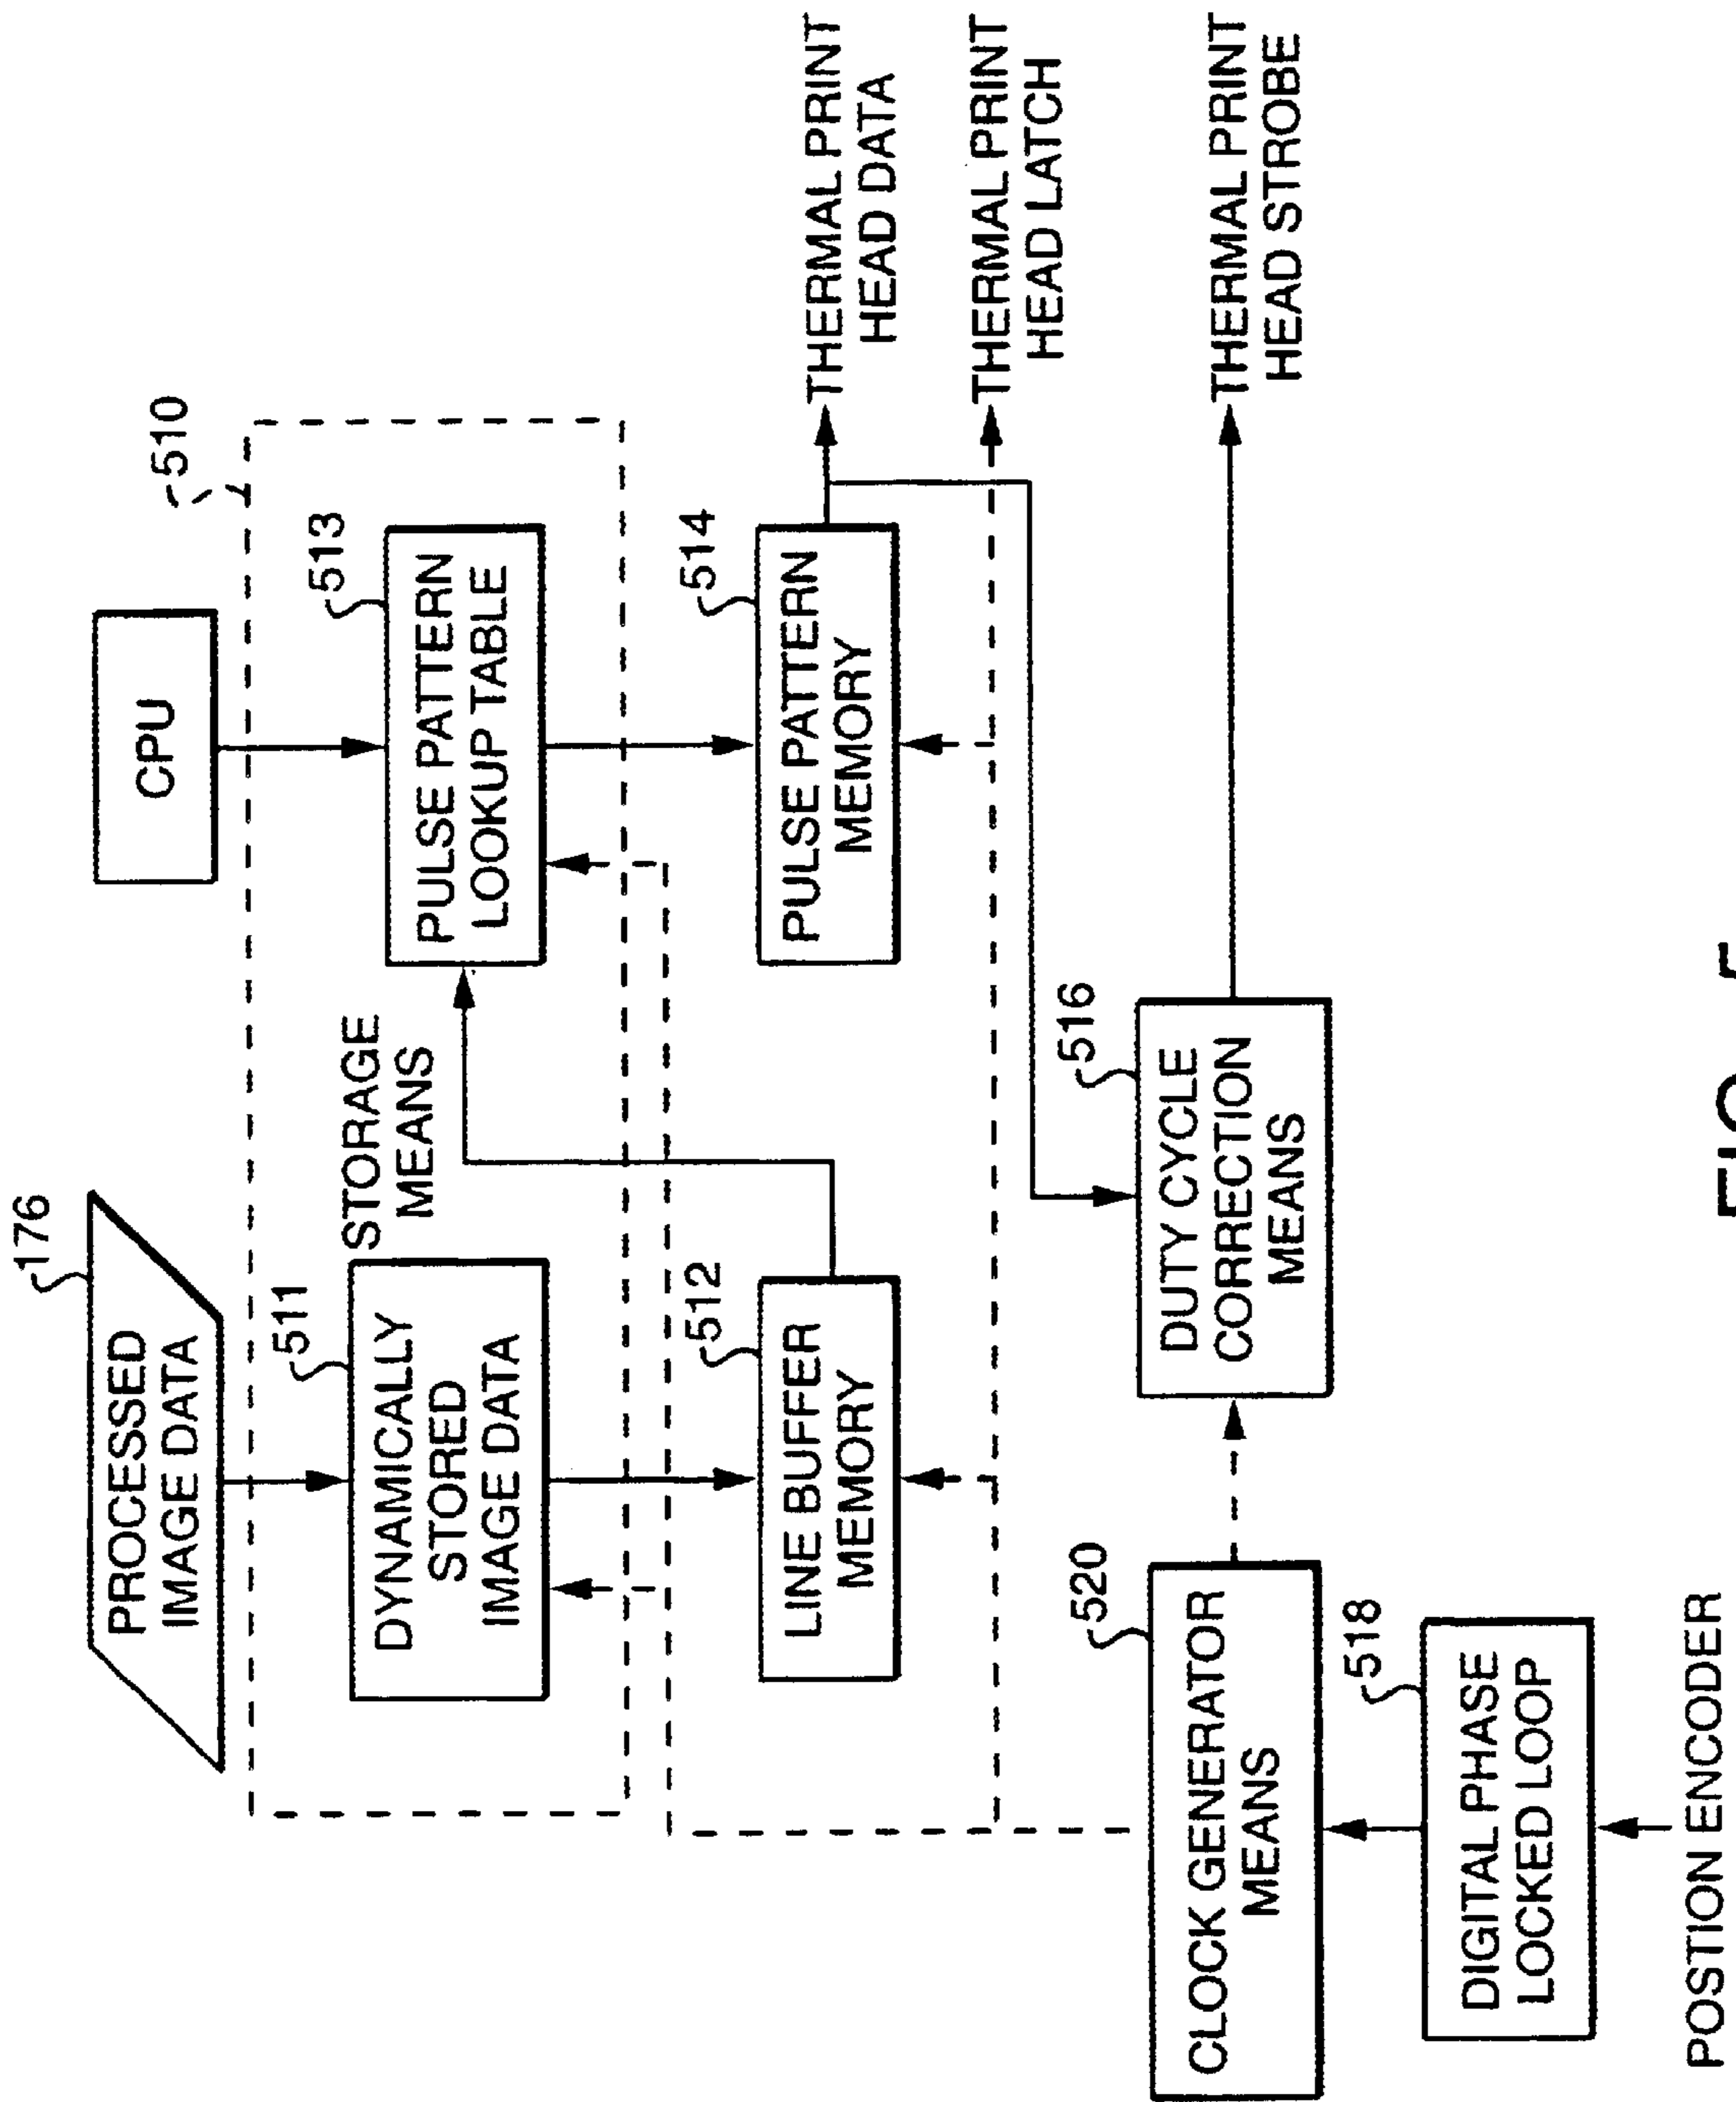 176
PROCESSED
IMAGE DATA
CPU
510
511
DYNAMICALLY
STORED
IMAGE DATA
STORAGE
MEANS
513
PULSE PATTERN
LOOKUP TABLE
512
LINE BUFFER
MEMORY
514
PULSE PATTERN
MEMORY
THERMAL PRINT
HEAD DATA
THERMAL PRINT
HEAD LATCH
520
CLOCK GENERATOR
MEANS
516
DUTY CYCLE
CORRECTION
MEANS
THERMAL PRINT
HEAD STROBE
518
DIGITAL PHASE
LOCKED LOOP
POSTION ENCODER